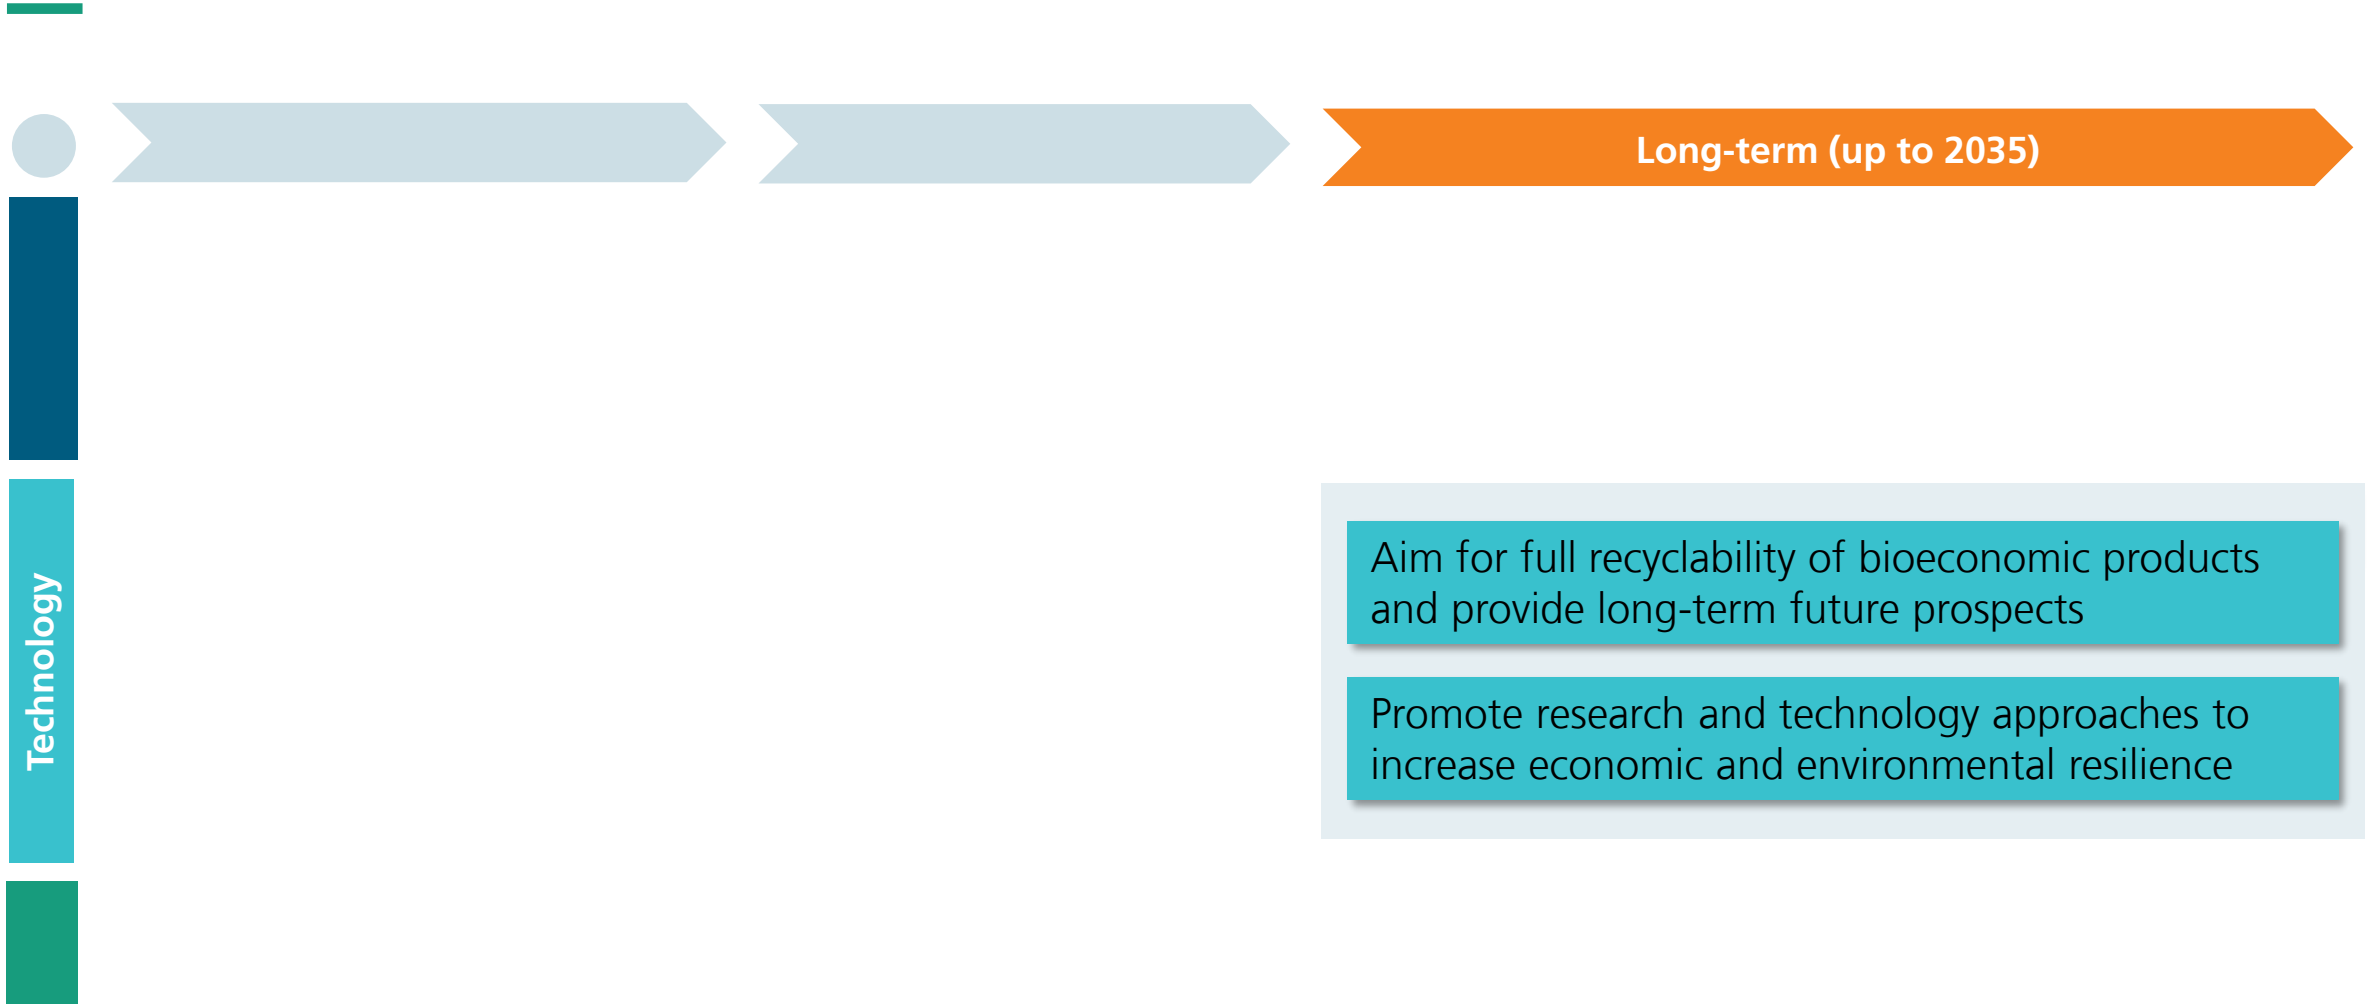 Long-term (up to 2035)
Technology
Aim for full recyclability of bioeconomic products
and provide long-term future prospects
Promote research and technology approaches to
increase economic and environmental resilience